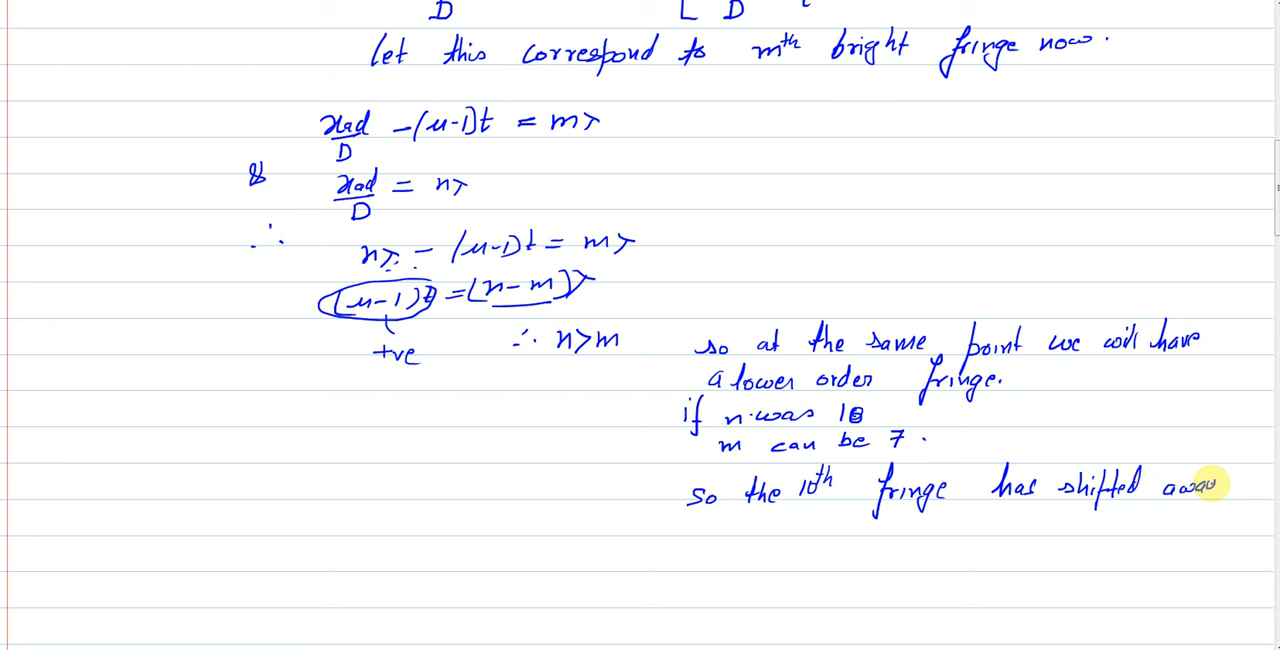 D L D
Let this correspond to mth bright fringe now.
xnd/D - (μ-1)t = mλ
& xnd/D = nλ
∴ nλ - (μ-1)t = mλ
(μ-1)t = (n-m)λ
+ve ∴ n>m
so at the same point we will have
a lower order fringe.
if n was 10
m can be 7.
so the 10th fringe has shifted away